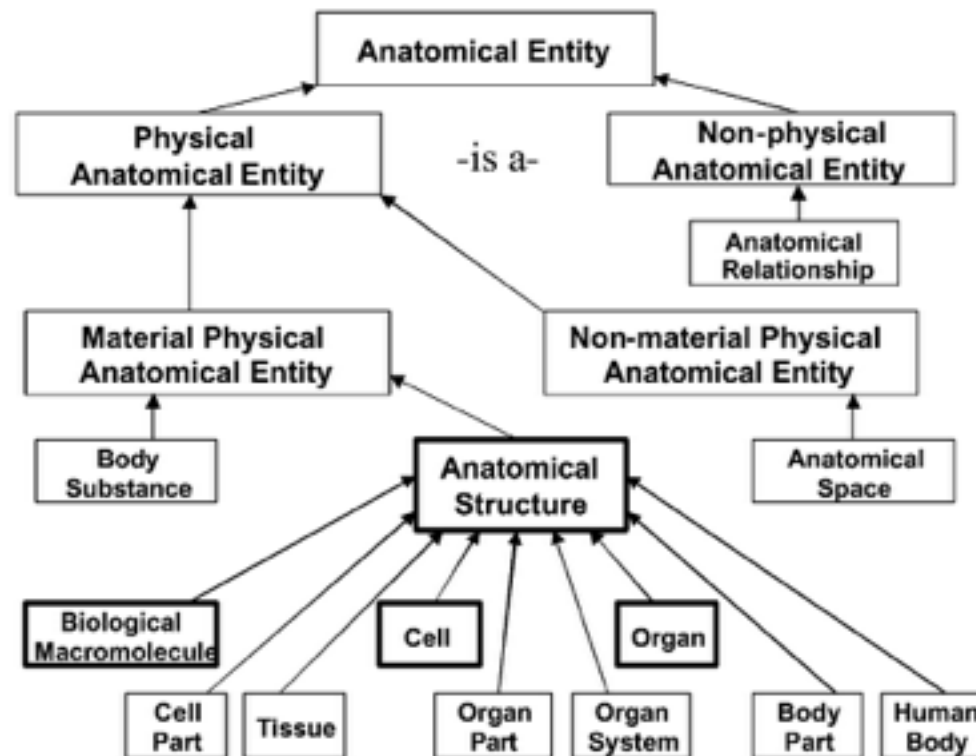 Anatomical Entity
Physical
Anatomical Entity
-is a-
Non-physical
Anatomical Entity
Anatomical
Relationship
Material Physical
Anatomical Entity
Non-material Physical
Anatomical Entity
Body
Substance
Anatomical
Structure
Anatomical
Space
Biological
Macromolecule
Cell
Organ
Cell
Part
Tissue
Organ
Part
Organ
System
Body
Part
Human
Body